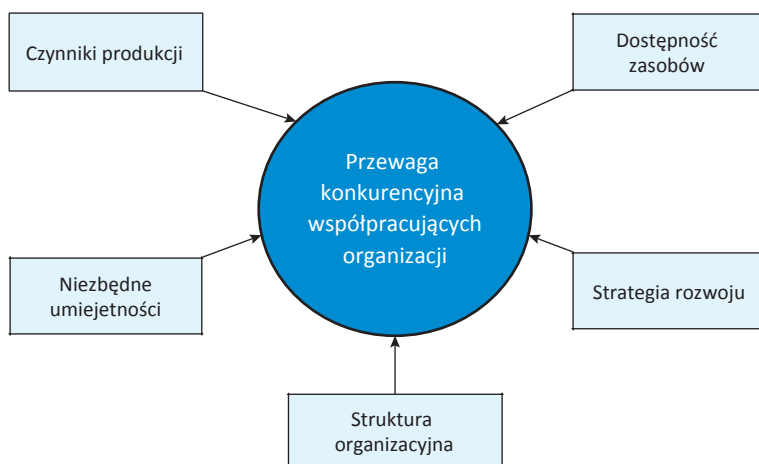 Czynniki produkcji
Dostępność
zasobów
Przewaga
konkurencyjna
współpracujących
organizacji
Niezbędne
umiejetności
Strategia rozwoju
Struktura
organizacyjna